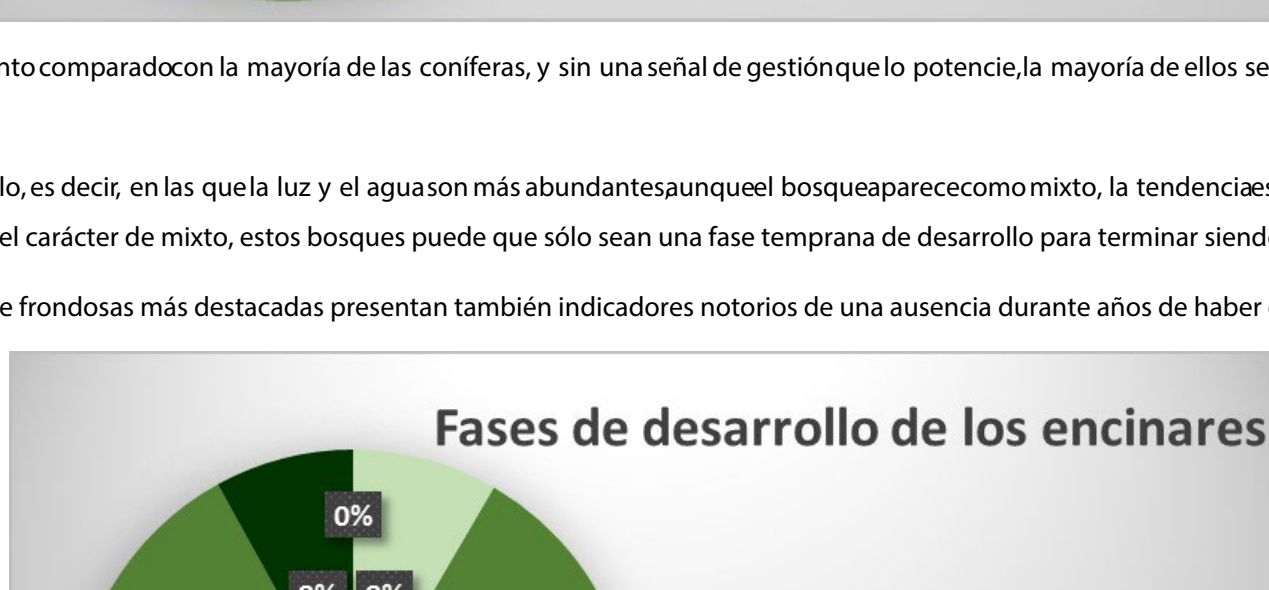 nto comparado con la mayoría de las coníferas, y sin una señal de gestión que lo potencie, la mayoría de ellos se
lo, es decir, en las que la luz y el agua son más abundantes, aunque el bosque aparece como mixto, la tendencia es
el carácter de mixto, estos bosques puede que sólo sean una fase temprana de desarrollo para terminar siend
e frondosas más destacadas presentan también indicadores notorios de una ausencia durante años de haber
Fases de desarrollo de los encinares
0%
0% 0%